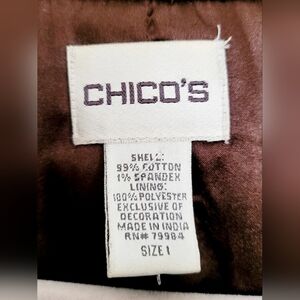 CHICO'S
SHELL:
99% COTTON
1% SPANDEX
LINING:
100% POLYESTER
EXCLUSIVE OF
DECORATION
MADE IN INDIA
RN# 79984
SIZE 1